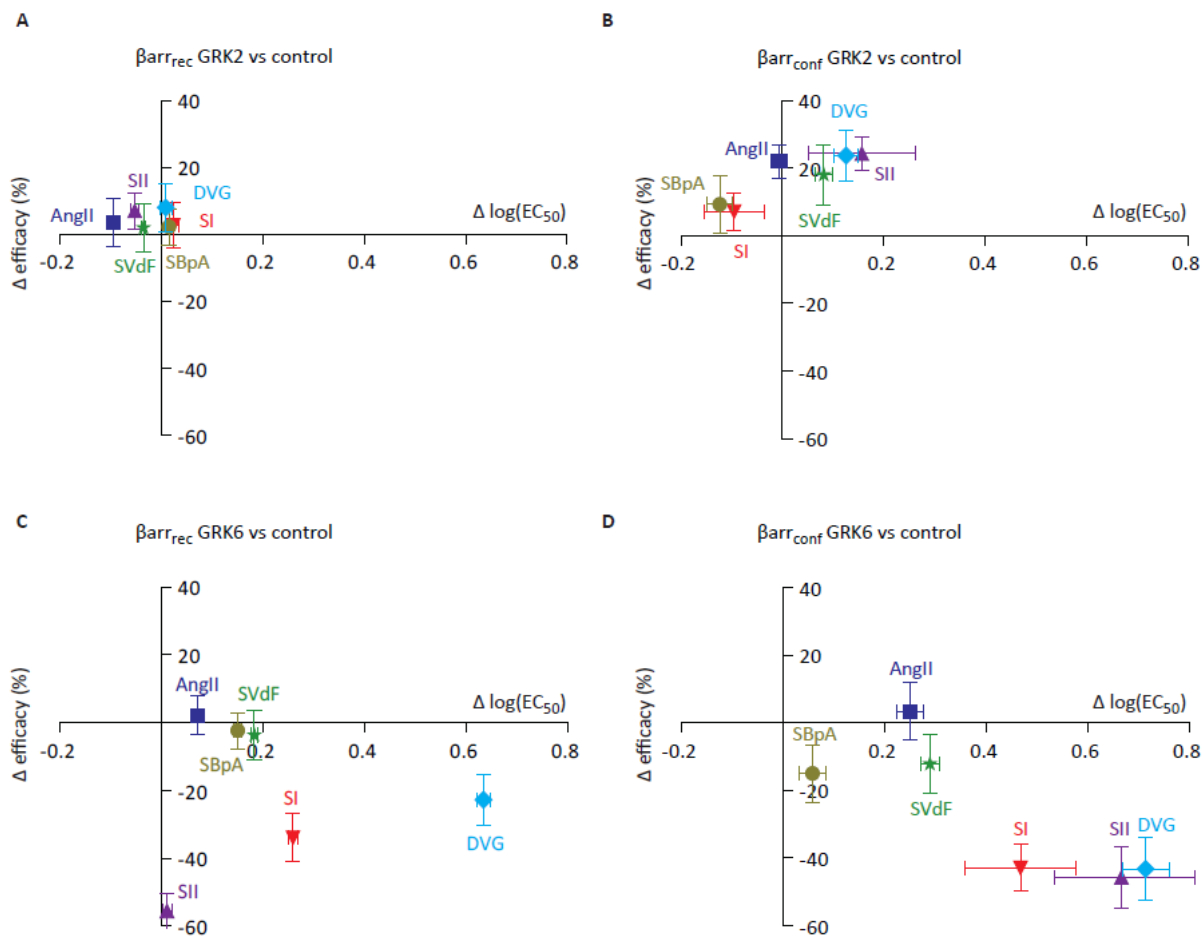 A
βarrrec GRK2 vs control
Δ efficacy (%)
40
20
-20
-40
-60
-0.2
0.2
0.4
0.6
0.8
Δ log(EC50)
AngII
SII
DVG
SI
SVdF
SBpA
B
βarrconf GRK2 vs control
Δ efficacy (%)
40
20
-20
-40
-60
-0.2
0.2
0.4
0.6
0.8
Δ log(EC50)
DVG
AngII
SII
SBpA
SVdF
SI
C
βarrrec GRK6 vs control
Δ efficacy (%)
40
20
-20
-40
-60
-0.2
0.2
0.4
0.6
0.8
Δ log(EC50)
AngII
SVdF
SBpA
SI
DVG
SII
D
βarrconf GRK6 vs control
Δ efficacy (%)
40
20
-20
-40
-60
-0.2
0.2
0.4
0.6
0.8
Δ log(EC50)
AngII
SBpA
SVdF
SI
SII
DVG